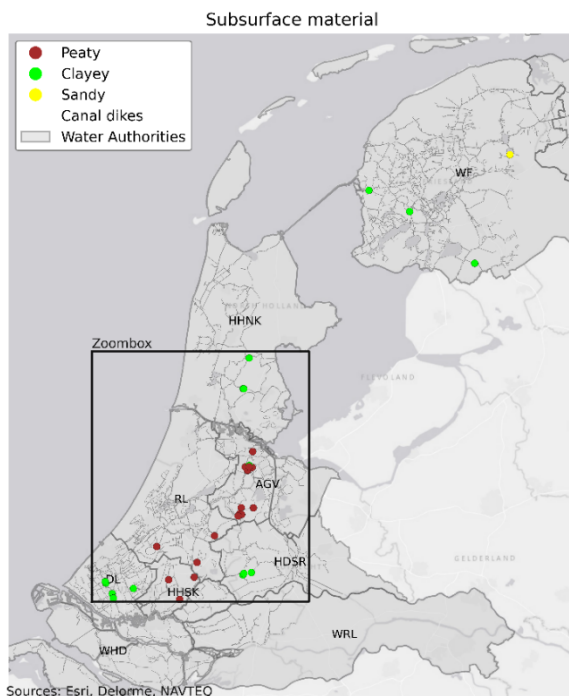 Subsurface material
Peaty
Clayey
Sandy
Canal dikes
Water Authorities
WF
HHNK
Zoombox
FLEVOLAND
AGV
RL
HDSR
GELDERLAND
DL
HHSK
WRL
WHD
Sources: Esri, Delorme, NAVTEQ